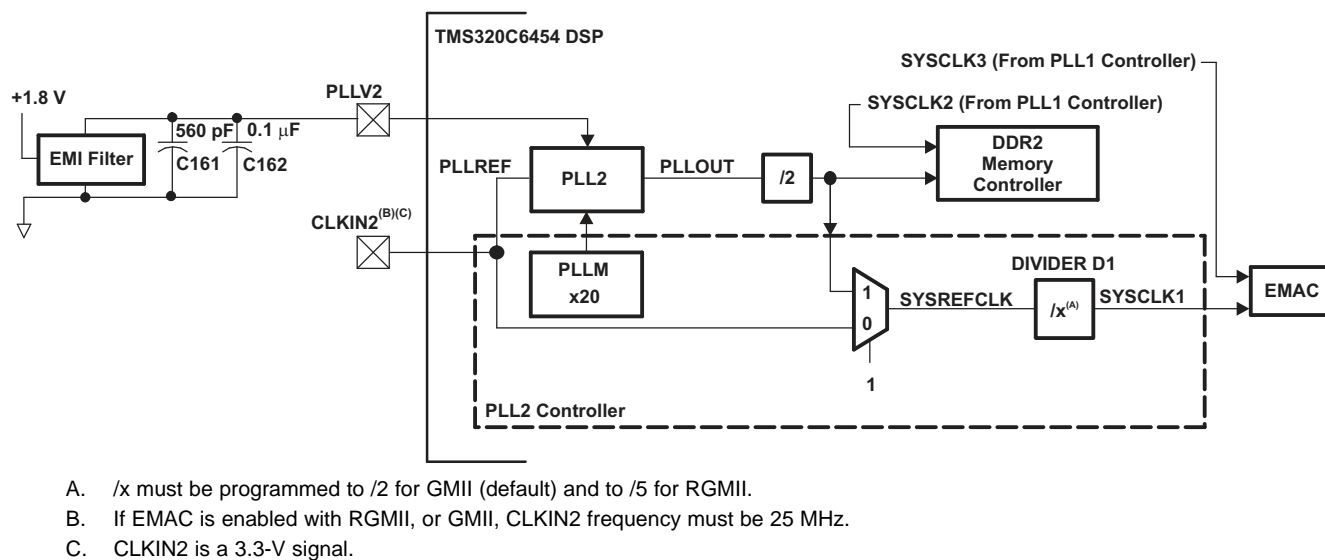 TMS320C6454 DSP
SYSCLK3 (From PLL1 Controller)
+1.8 V
PLLV2
SYSCLK2 (From PLL1 Controller)
560 pF
0.1 μF
EMI Filter
C161
C162
DDR2
Memory
Controller
PLLREF
PLL2
PLLOUT
/2
CLKIN2(B)(C)
PLLM
x20
DIVIDER D1
1
0
SYSREFCLK
/x(A)
SYSCLK1
EMAC
1
PLL2 Controller
A. /x must be programmed to /2 for GMII (default) and to /5 for RGMII.
B. If EMAC is enabled with RGMII, or GMII, CLKIN2 frequency must be 25 MHz.
C. CLKIN2 is a 3.3-V signal.